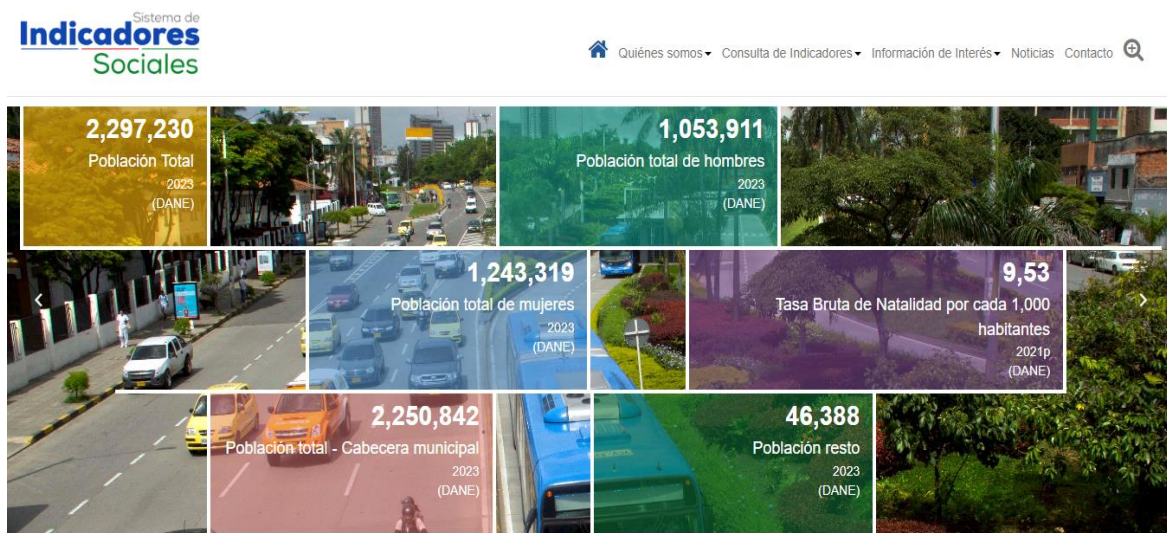 Sistema de
Indicadores
Sociales
Quiénes somos Consulta de Indicadores Información de Interés Noticias Contacto
2,297,230
Población Total
2023
(DANE)
1,053,911
Población total de hombres
2023
(DANE)
1,243,319
Población total de mujeres
2023
(DANE)
9,53
Tasa Bruta de Natalidad por cada 1,000
habitantes
2021p
(DANE)
2,250,842
Población total - Cabecera municipal
2023
(DANE)
46,388
Población resto
2023
(DANE)